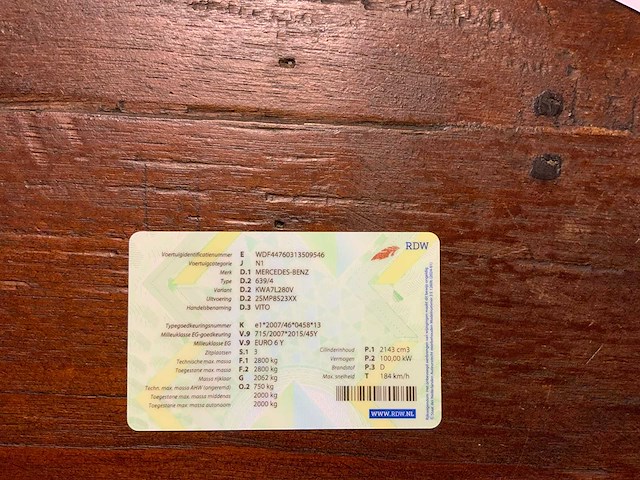 RDW
Voertuigidentificatienummer E WDF44760313509546
Voertuigcategorie J N1
Merk D.1 MERCEDES-BENZ
Type D.2 639/4
Variant D.2 KWA7L280V
Uitvoering D.2 25MP8S23XX
Handelsbenaming D.3 VITO
Typegoedkeuringsnummer K e1*2007/46*0458*13
Milieuklasse EG-goedkeuring V.9 715/2007*2015/45Y
Milieuklasse EG V.9 EURO 6 Y
Zitplaatsen S.1 3
Technische max. massa F.1 2800 kg
Toegestane max. massa F.2 2800 kg
Massa rijklaar G 2062 kg
Techn. max. massa AHW (ongeremd) O.2 750 kg
Toegestane max. massa middenas 2000 kg
Toegestane max. massa autonoom 2000 kg
Cilinderinhoud P.1 2143 cm3
Vermogen P.2 100,00 kW
Brandstof P.3 D
Max. snelheid T 184 km/h
WWW.RDW.NL